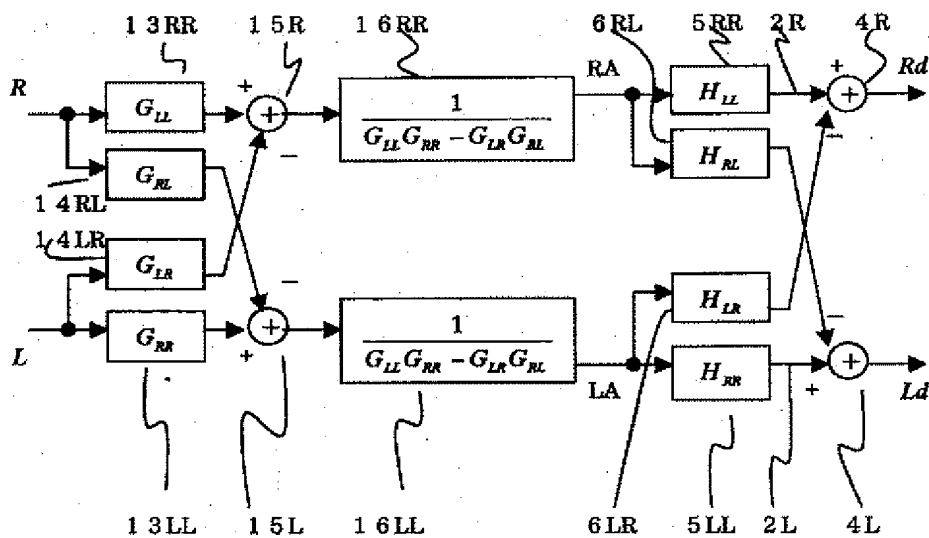 13RR 15R 16RR 6RL 5RR 2R 4R
R + RA + Rd
G_LL + H_LL +
1
G_LL G_RR − G_LR G_RL
− −
G_RL H_RL
14RL
14LR
G_LR − H_LR −
1
G_LL G_RR − G_LR G_RL
G_RR + H_RR +
L + LA + Ld
13LL 15L 16LL 6LR 5LL 2L 4L